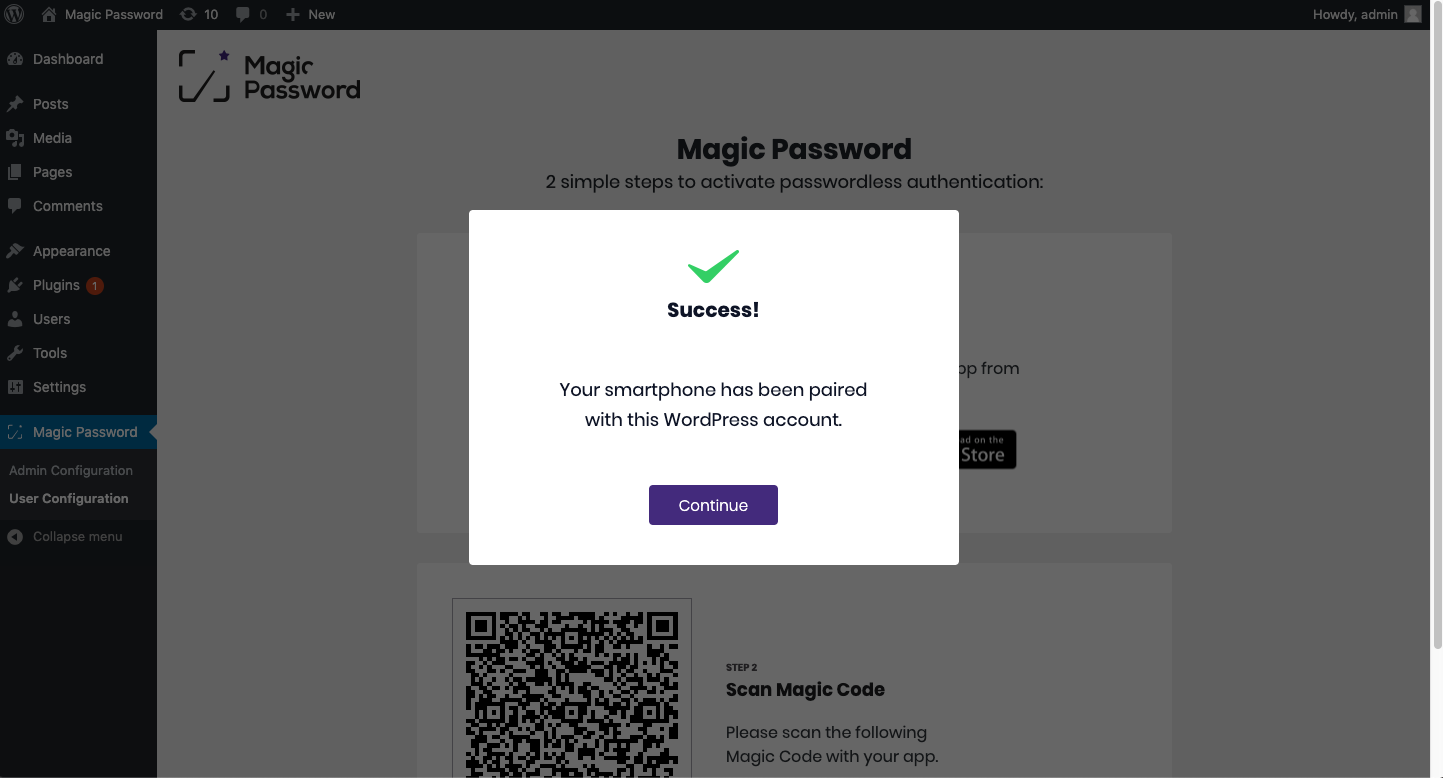 Magic Password
10
0
New
Howdy, admin
Dashboard
Posts
Media
Pages
Comments
Appearance
Plugins 1
Users
Tools
Settings
Magic Password
Admin Configuration
User Configuration
Collapse menu
Magic
Password
Magic Password
2 simple steps to activate passwordless authentication:
Success!
Your smartphone has been paired
with this WordPress account.
Continue
from
ad on the
Store
STEP 2
Scan Magic Code
Please scan the following
Magic Code with your app.